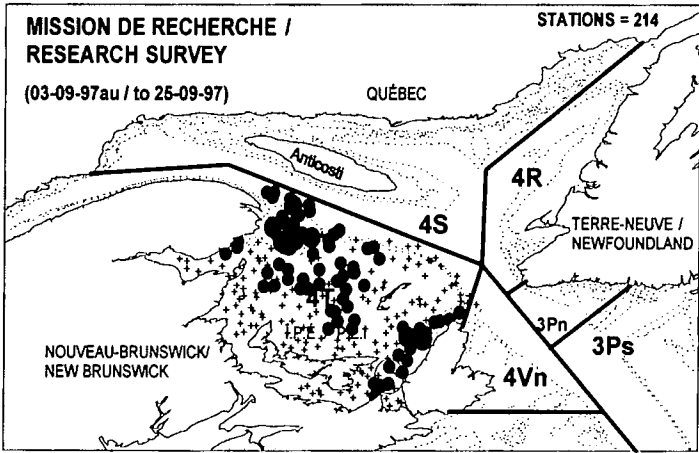 MISSION DE RECHERCHE /
RESEARCH SURVEY
STATIONS = 214
(03-09-97au / to 25-09-97)
QUÉBEC
Anticosti
4R
4S
TERRE-NEUVE /
NEWFOUNDLAND
4T
3Pn
3Ps
NOUVEAU-BRUNSWICK/
NEW BRUNSWICK
4Vn